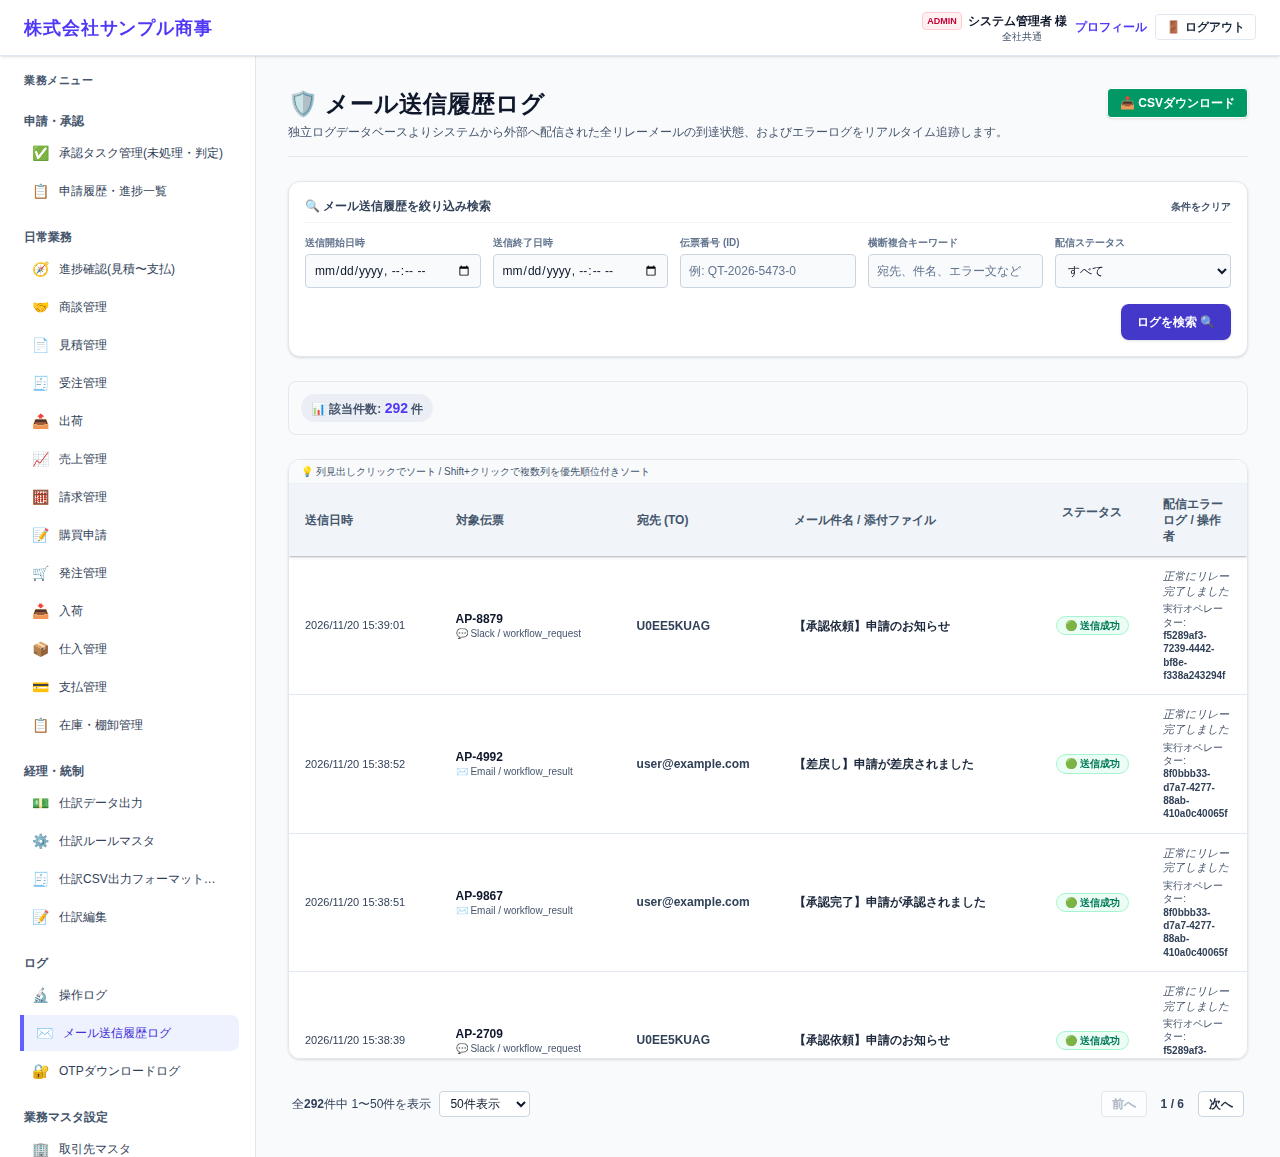 株式会社サンプル商事
ADMIN システム管理者 様
全社共通
プロフィール
🚪 ログアウト
業務メニュー
申請・承認
✅ 承認タスク管理(未処理・判定)
📋 申請履歴・進捗一覧
日常業務
🧭 進捗確認(見積〜支払)
🤝 商談管理
📄 見積管理
🧾 受注管理
📤 出荷
📈 売上管理
🧮 請求管理
📝 購買申請
🛒 発注管理
📥 入荷
📦 仕入管理
💳 支払管理
📋 在庫・棚卸管理
経理・統制
💵 仕訳データ出力
⚙️ 仕訳ルールマスタ
🧾 仕訳CSV出力フォーマット…
📝 仕訳編集
ログ
🔬 操作ログ
✉️ メール送信履歴ログ
🔐 OTPダウンロードログ
業務マスタ設定
🏢 取引先マスタ
🛡️ メール送信履歴ログ
📥 CSVダウンロード
独立ログデータベースよりシステムから外部へ配信された全リレーメールの到達状態、およびエラーログをリアルタイム追跡します。
🔍 メール送信履歴を絞り込み検索
条件をクリア
送信開始日時 送信終了日時 伝票番号 (ID) 横断複合キーワード 配信ステータス
mm/dd/yyyy, --:-- -- mm/dd/yyyy, --:-- -- 例: QT-2026-5473-0 宛先、件名、エラー文など すべて
ログを検索 🔍
📊 該当件数: 292 件
💡 列見出しクリックでソート / Shift+クリックで複数列を優先順位付きソート
送信日時 対象伝票 宛先 (TO) メール件名 / 添付ファイル ステータス 配信エラー
ログ / 操作
者
2026/11/20 15:39:01 AP-8879
💬 Slack / workflow_request
U0EE5KUAG 【承認依頼】申請のお知らせ 🟢 送信成功
正常にリレー
完了しました
実行オペレー
ター:
f5289af3-
7239-4442-
bf8e-
f338a243294f
2026/11/20 15:38:52 AP-4992
✉️ Email / workflow_result
user@example.com 【差戻し】申請が差戻されました 🟢 送信成功
正常にリレー
完了しました
実行オペレー
ター:
8f0bbb33-
d7a7-4277-
88ab-
410a0c40065f
2026/11/20 15:38:51 AP-9867
✉️ Email / workflow_result
user@example.com 【承認完了】申請が承認されました 🟢 送信成功
正常にリレー
完了しました
実行オペレー
ター:
8f0bbb33-
d7a7-4277-
88ab-
410a0c40065f
2026/11/20 15:38:39 AP-2709
💬 Slack / workflow_request
U0EE5KUAG 【承認依頼】申請のお知らせ 🟢 送信成功
正常にリレー
完了しました
実行オペレー
ター:
f5289af3-
全292件中 1〜50件を表示 50件表示
前へ 1 / 6 次へ